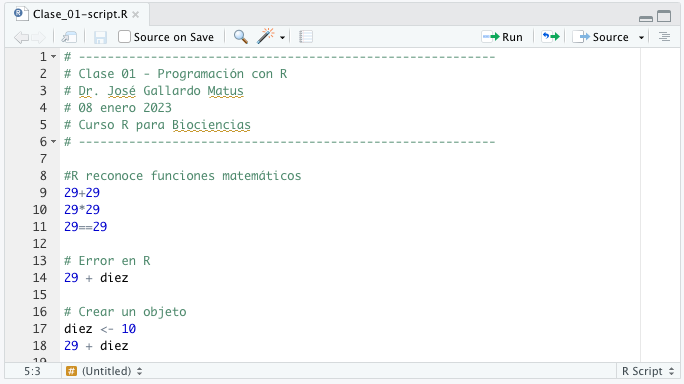 Clase_01-script.R
Source on Save
Run
Source
1 # ----------------------------------------------------------
2 # Clase 01 - Programación con R
3 # Dr. José Gallardo Matus
4 # 08 enero 2023
5 # Curso R para Biociencias
6 # ----------------------------------------------------------
7
8 #R reconoce funciones matemáticos
9 29+29
10 29*29
11 29==29
12
13 # Error en R
14 29 + diez
15
16 # Crear un objeto
17 diez <- 10
18 29 + diez
19
5:3 # (Untitled) R Script